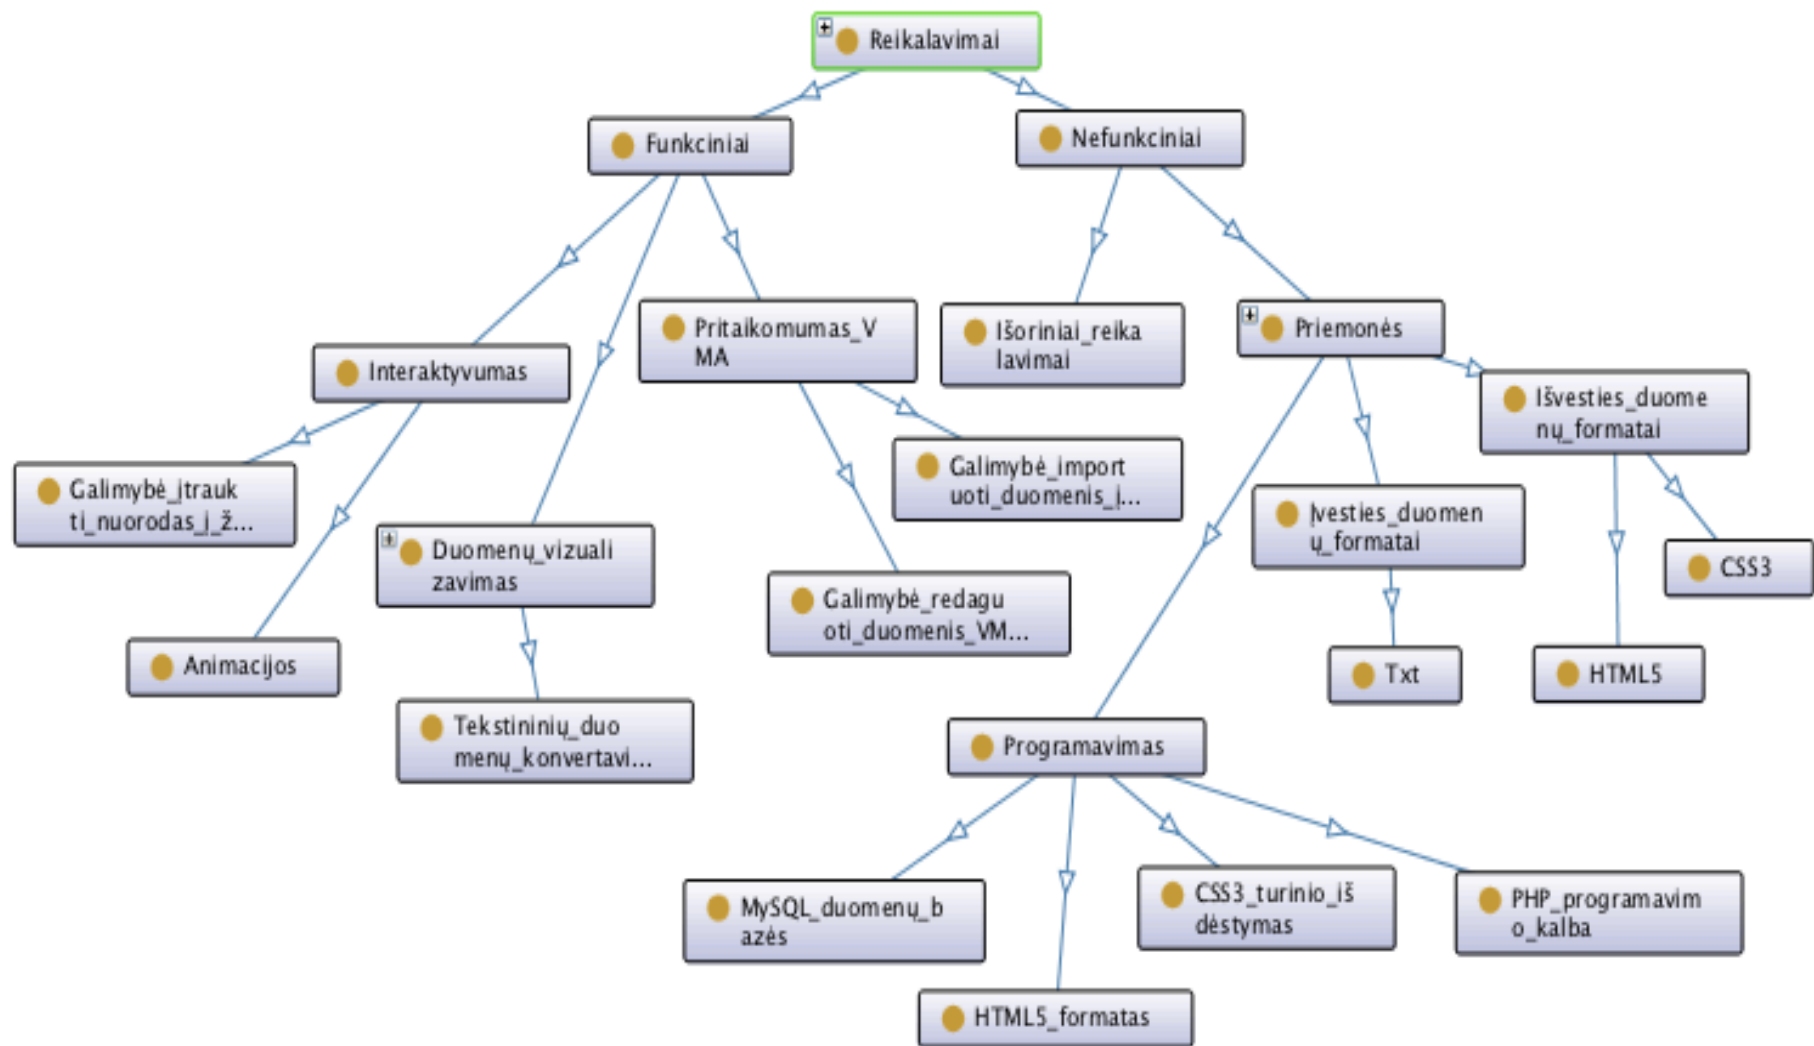 Reikalavimai
Funkciniai
Nefunkciniai
Interaktyvumas
Pritaikomumas_V
MA
Išoriniai_reika
lavimai
Priemonės
Išvesties_duome
nų_formatai
Galimybė_įtrauk
ti_nuorodas_į_ž...
Galimybė_import
uoti_duomenis_į...
Įvesties_duomen
ų_formatai
Duomenų_vizuali
zavimas
CSS3
Galimybė_redagu
oti_duomenis_VM...
Animacijos
Txt
HTML5
Tekstininių_duo
menų_konvertavi...
Programavimas
MySQL_duomenų_b
azės
CSS3_turinio_iš
dėstymas
PHP_programavim
o_kalba
HTML5_formatas